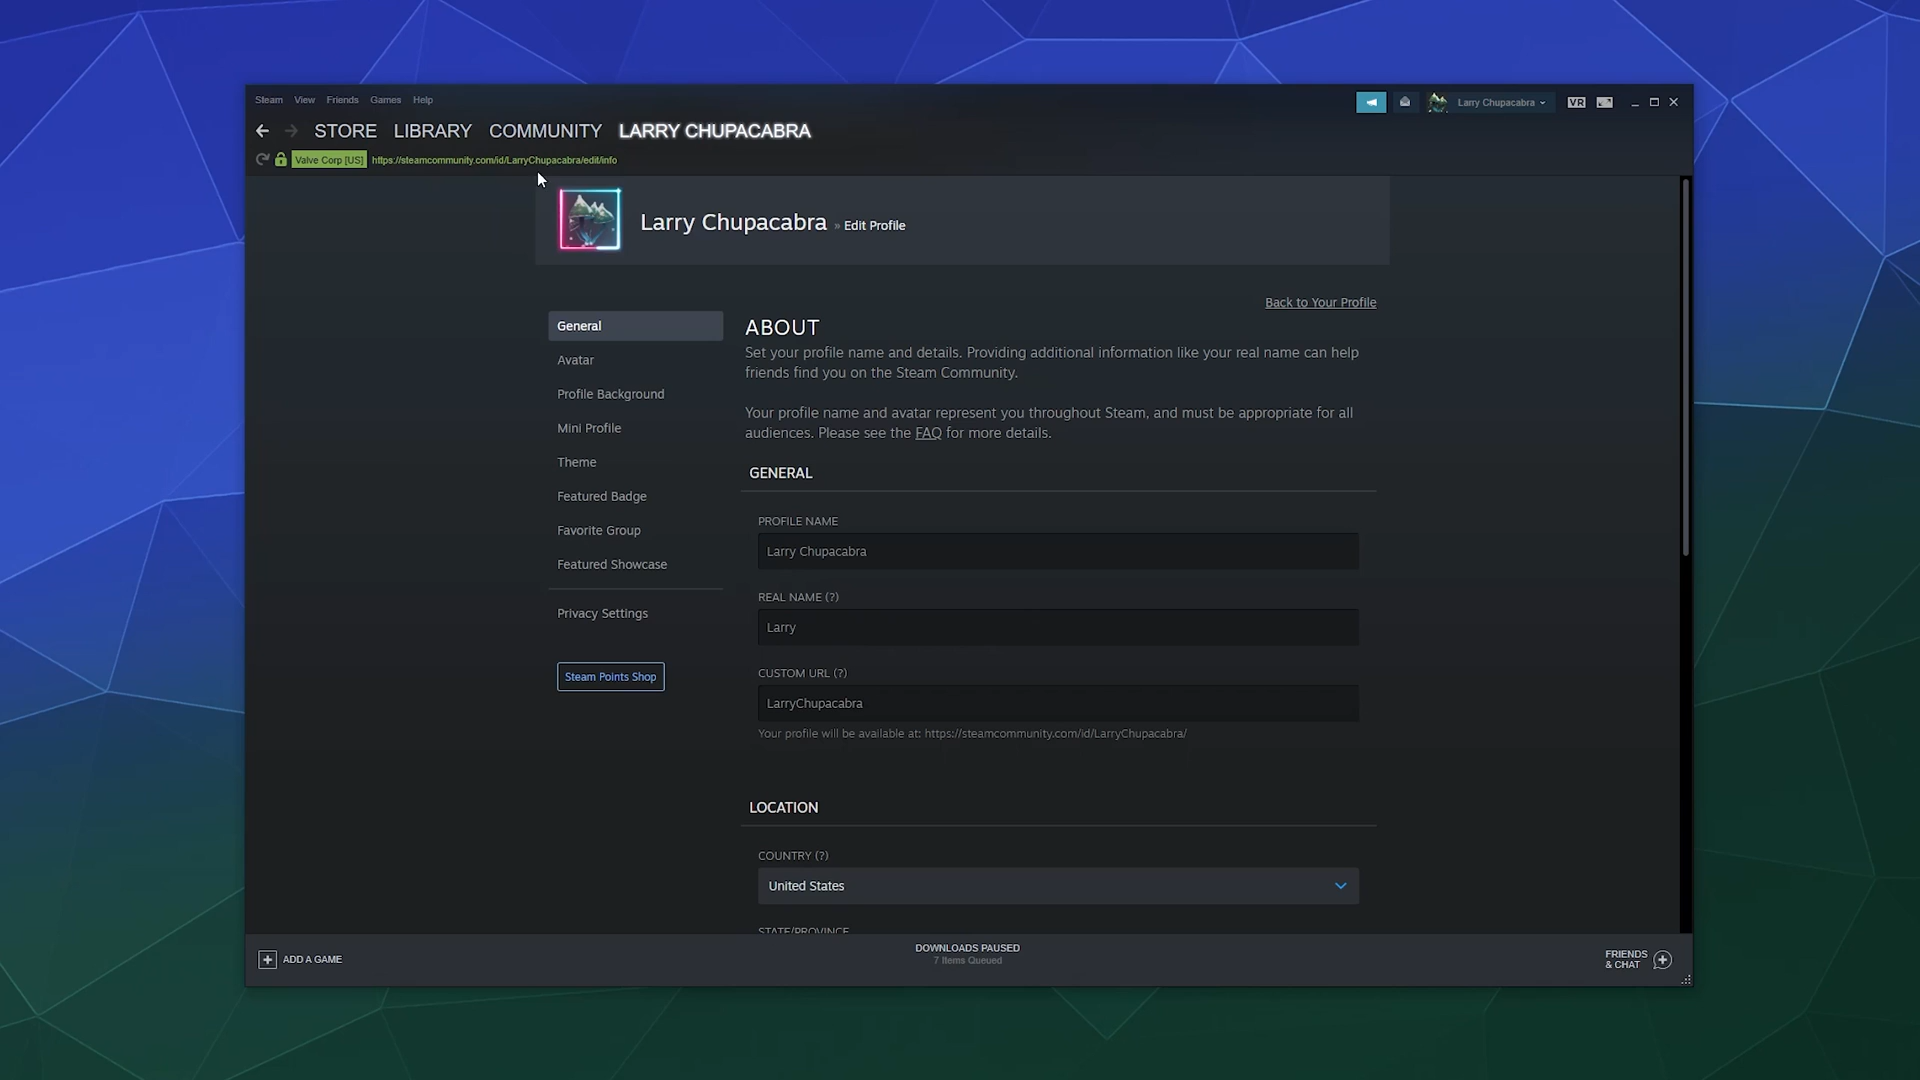 Steam View Friends Games Help
Larry Chupacabra
VR
STORE LIBRARY COMMUNITY LARRY CHUPACABRA
Valve Corp [US] https://steamcommunity.com/id/LarryChupacabra/edit/info
Larry Chupacabra » Edit Profile
Back to Your Profile
General
Avatar
Profile Background
Mini Profile
Theme
Featured Badge
Favorite Group
Featured Showcase
Privacy Settings
Steam Points Shop
ABOUT
Set your profile name and details. Providing additional information like your real name can help
friends find you on the Steam Community.
Your profile name and avatar represent you throughout Steam, and must be appropriate for all
audiences. Please see the FAQ for more details.
GENERAL
PROFILE NAME
Larry Chupacabra
REAL NAME (?)
Larry
CUSTOM URL (?)
LarryChupacabra
Your profile will be available at: https://steamcommunity.com/id/LarryChupacabra/
LOCATION
COUNTRY (?)
United States
STATE/PROVINCE
ADD A GAME
DOWNLOADS PAUSED
7 Items Queued
FRIENDS
& CHAT